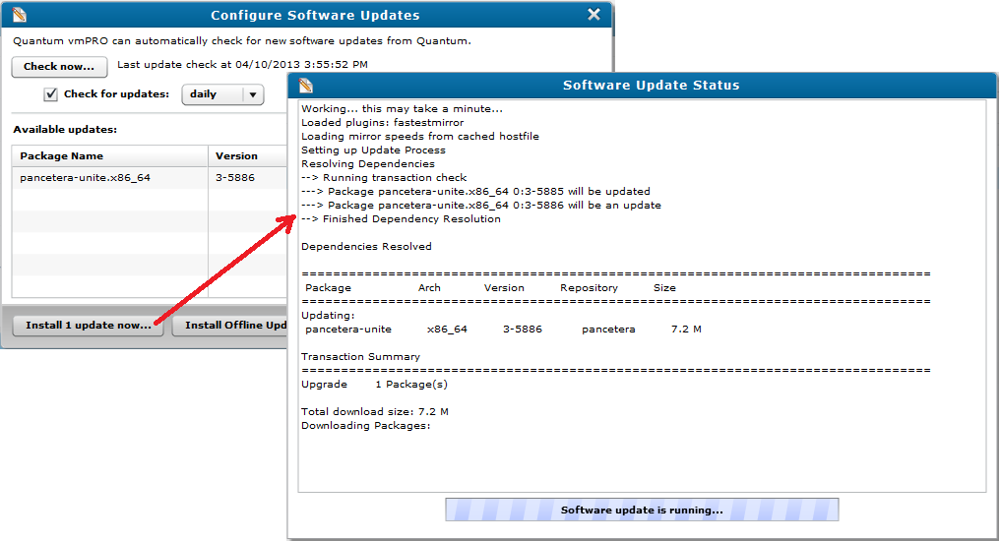 Configure Software Updates
Quantum vmPRO can automatically check for new software updates from Quantum.
Check now...
Last update check at 04/10/2013 3:55:52 PM
Check for updates:
daily
Available updates:
Package Name Version
pancetera-unite.x86_64 3-5886
Install 1 update now...
Install Offline Upd
Software Update Status
Working... this may take a minute...
Loaded plugins: fastestmirror
Loading mirror speeds from cached hostfile
Setting up Update Process
Resolving Dependencies
--> Running transaction check
---> Package pancetera-unite.x86_64 0:3-5885 will be updated
---> Package pancetera-unite.x86_64 0:3-5886 will be an update
--> Finished Dependency Resolution
Dependencies Resolved
================================================================================
Package Arch Version Repository Size
================================================================================
Updating:
pancetera-unite x86_64 3-5886 pancetera 7.2 M
Transaction Summary
================================================================================
Upgrade 1 Package(s)
Total download size: 7.2 M
Downloading Packages:
Software update is running...